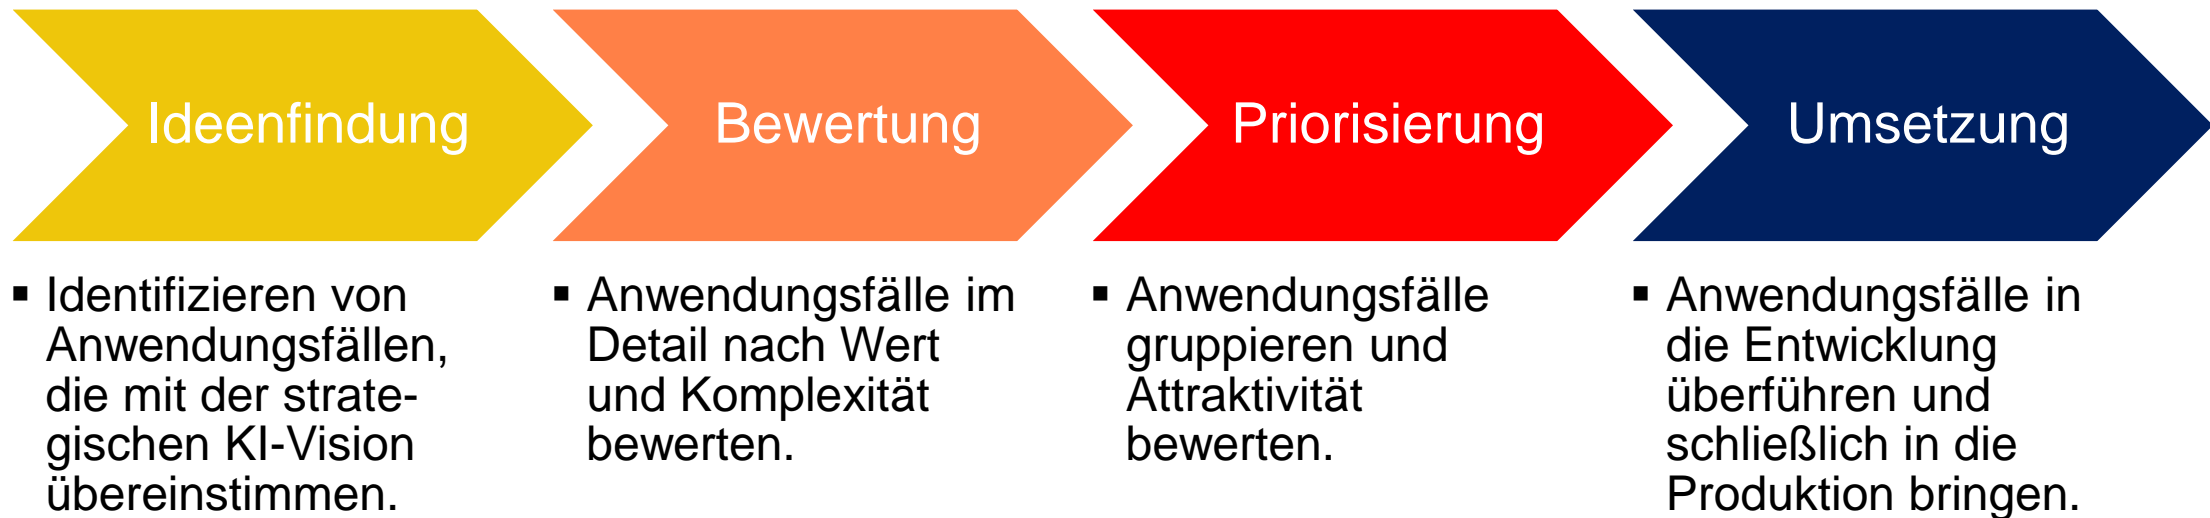 Ideenfindung
Bewertung
Priorisierung
Umsetzung
▪ Identifizieren von
Anwendungsfällen,
die mit der strate-
gischen KI-Vision
übereinstimmen.
▪ Anwendungsfälle im
Detail nach Wert
und Komplexität
bewerten.
▪ Anwendungsfälle
gruppieren und
Attraktivität
bewerten.
▪ Anwendungsfälle in
die Entwicklung
überführen und
schließlich in die
Produktion bringen.